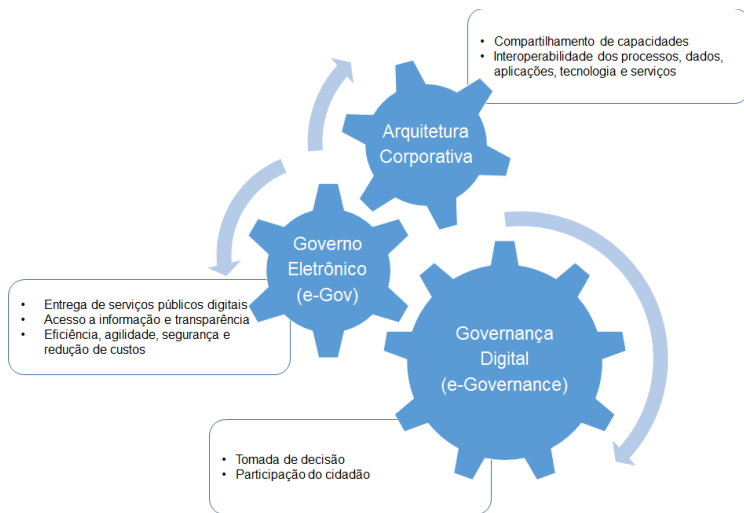 • Compartilhamento de capacidades
• Interoperabilidade dos processos, dados,
aplicações, tecnologia e serviços
Arquitetura
Corporativa
Governo
Eletrônico
(e-Gov)
• Entrega de serviços públicos digitais
• Acesso a informação e transparência
• Eficiência, agilidade, segurança e
redução de custos
Governança
Digital
(e-Governance)
• Tomada de decisão
• Participação do cidadão